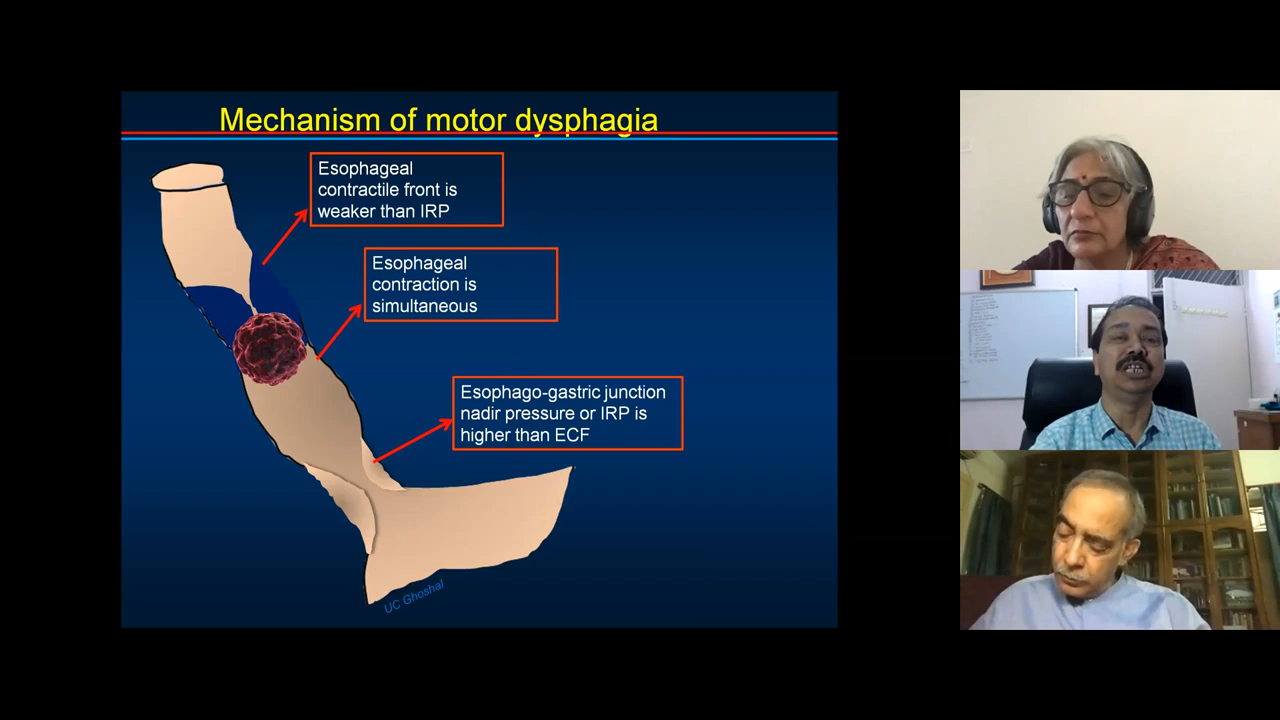 Mechanism of motor dysphagia
Esophageal
contractile front is
weaker than IRP
Esophageal
contraction is
simultaneous
Esophago-gastric junction
nadir pressure or IRP is
higher than ECF
UC Ghoshal